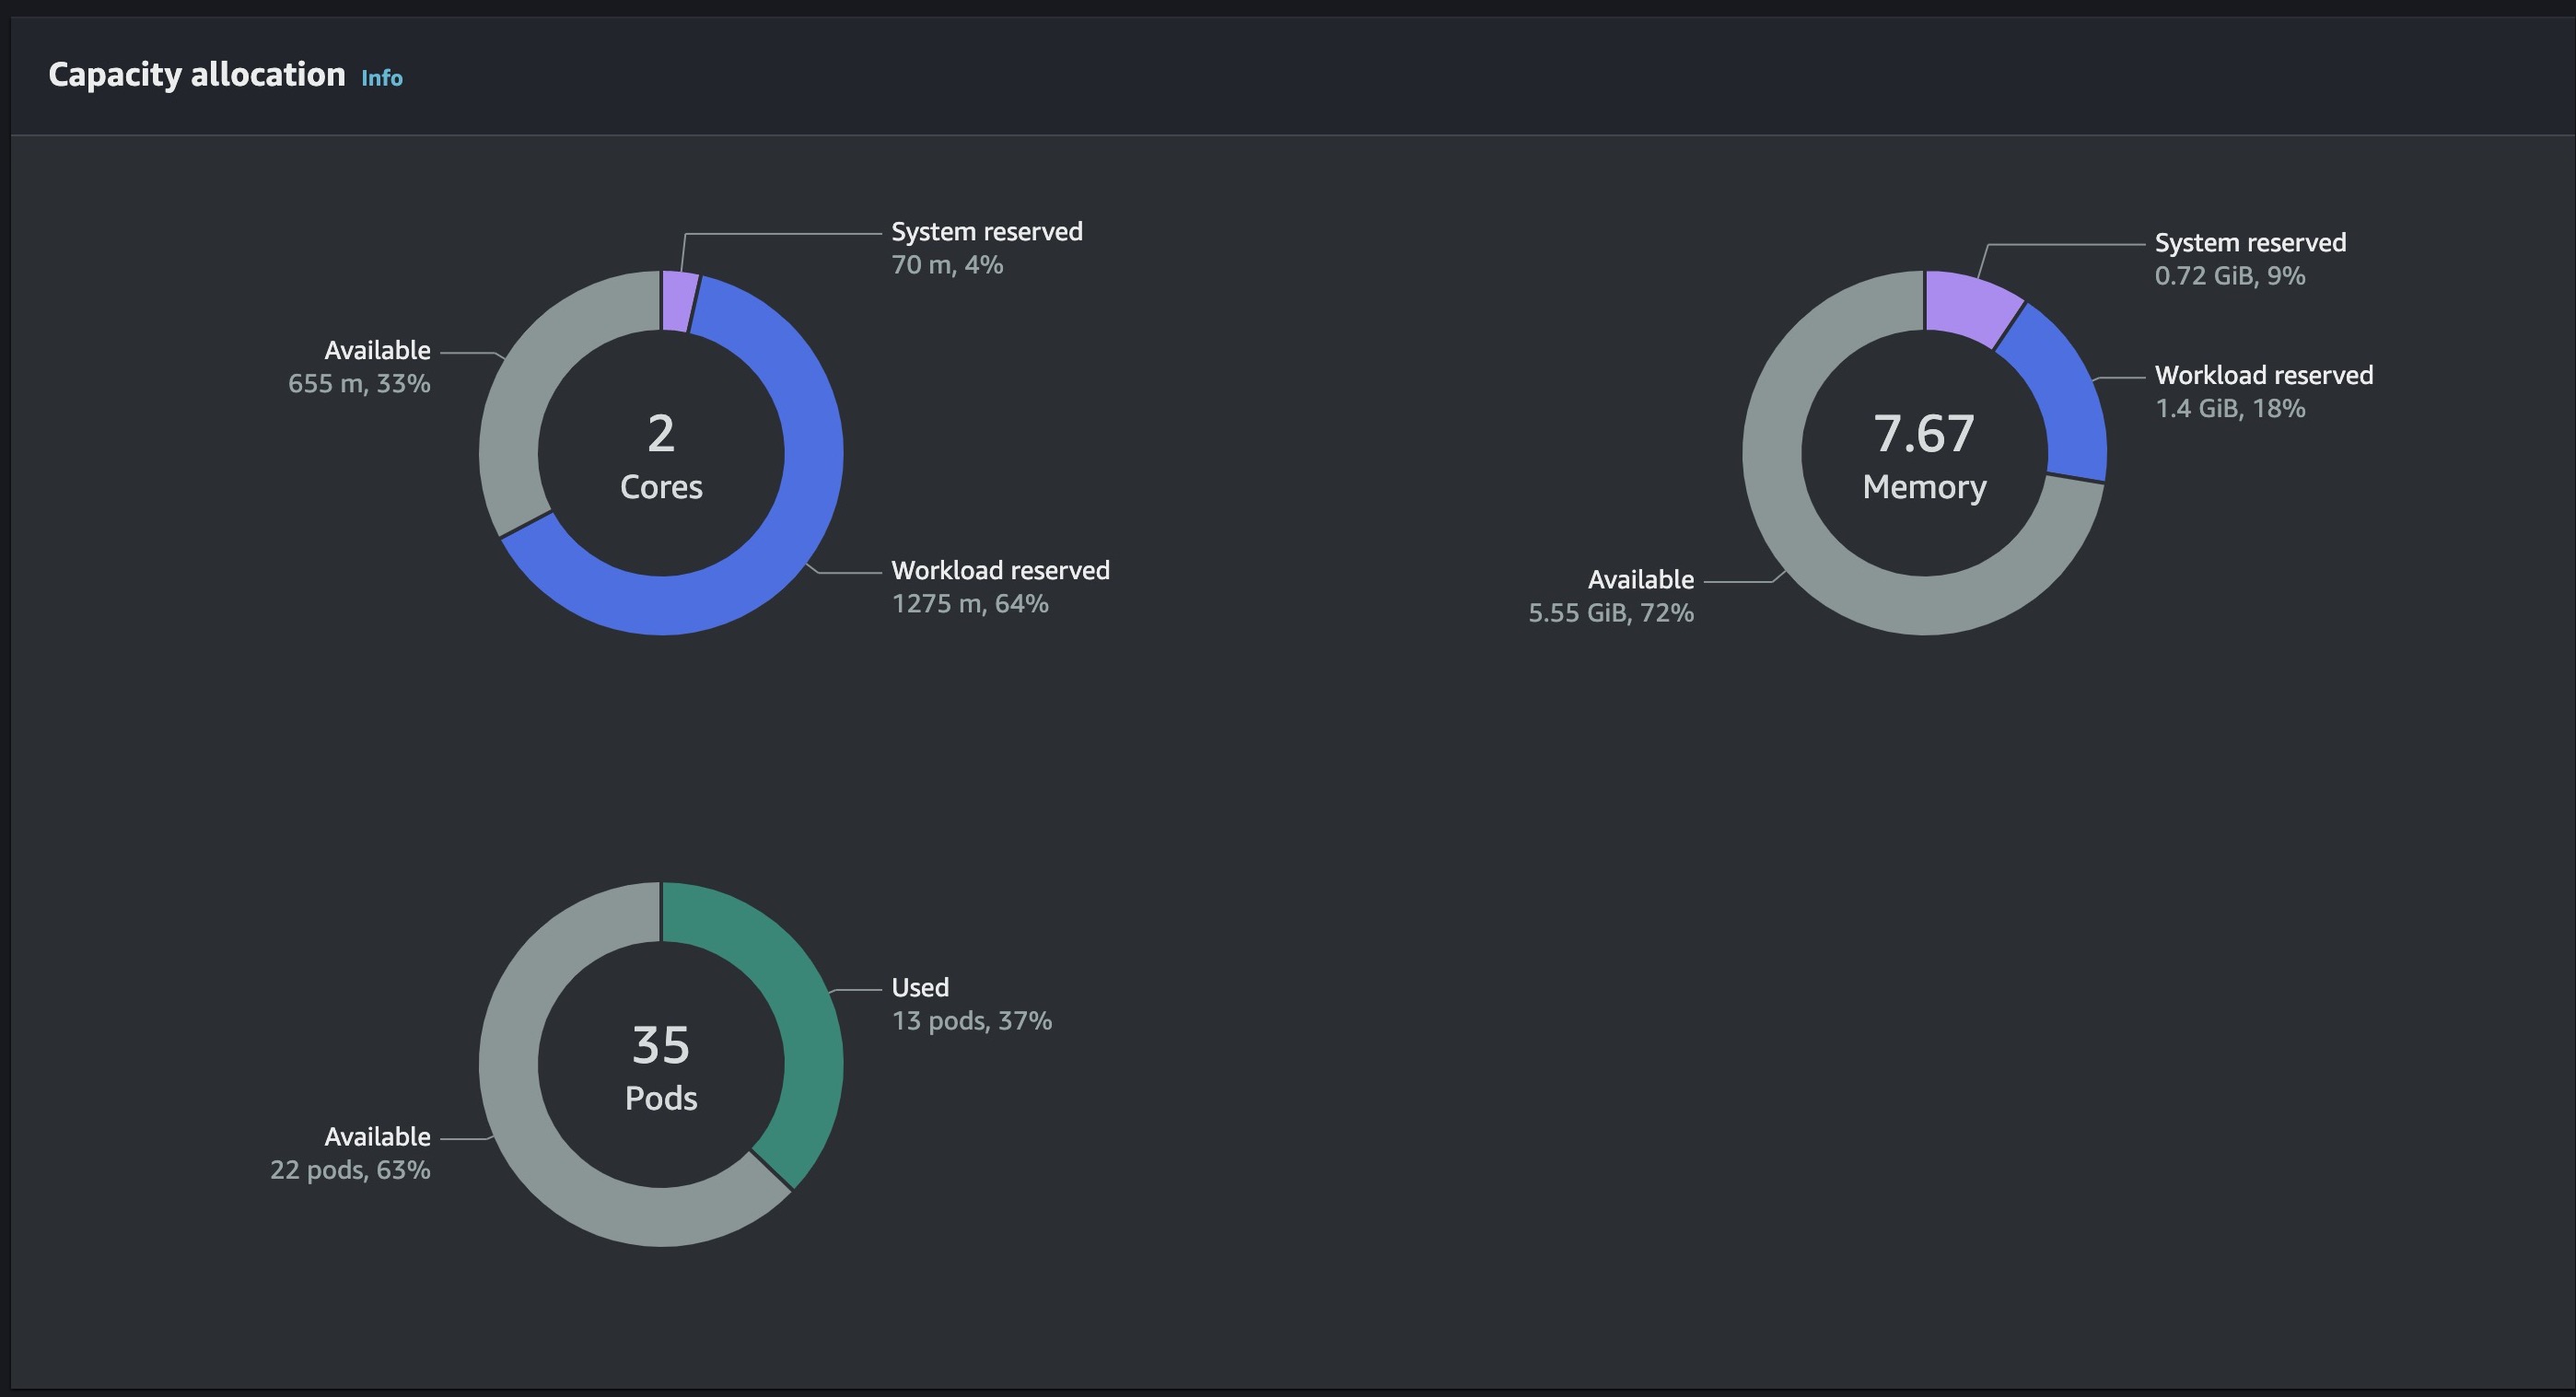 Capacity allocation Info
System reserved
70 m, 4%
Available
655 m, 33%
2
Cores
Workload reserved
1275 m, 64%
System reserved
0.72 GiB, 9%
Workload reserved
1.4 GiB, 18%
7.67
Memory
Available
5.55 GiB, 72%
Used
13 pods, 37%
35
Pods
Available
22 pods, 63%